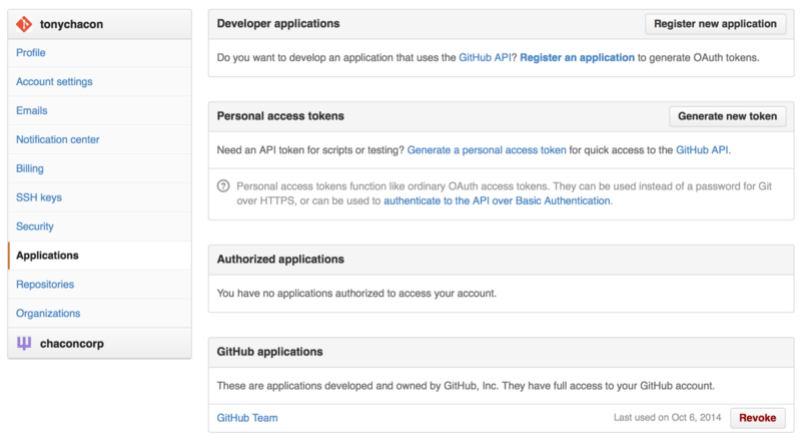 tonychacon
Profile
Account settings
Emails
Notification center
Billing
SSH keys
Security
Applications
Repositories
Organizations
chaconcorp
Developer applications
Register new application
Do you want to develop an application that uses the GitHub API? Register an application to generate OAuth tokens.
Personal access tokens
Generate new token
Need an API token for scripts or testing? Generate a personal access token for quick access to the GitHub API.
Personal access tokens function like ordinary OAuth access tokens. They can be used instead of a password for Git
over HTTPS, or can be used to authenticate to the API over Basic Authentication.
Authorized applications
You have no applications authorized to access your account.
GitHub applications
These are applications developed and owned by GitHub, Inc. They have full access to your GitHub account.
GitHub Team
Last used on Oct 6, 2014
Revoke